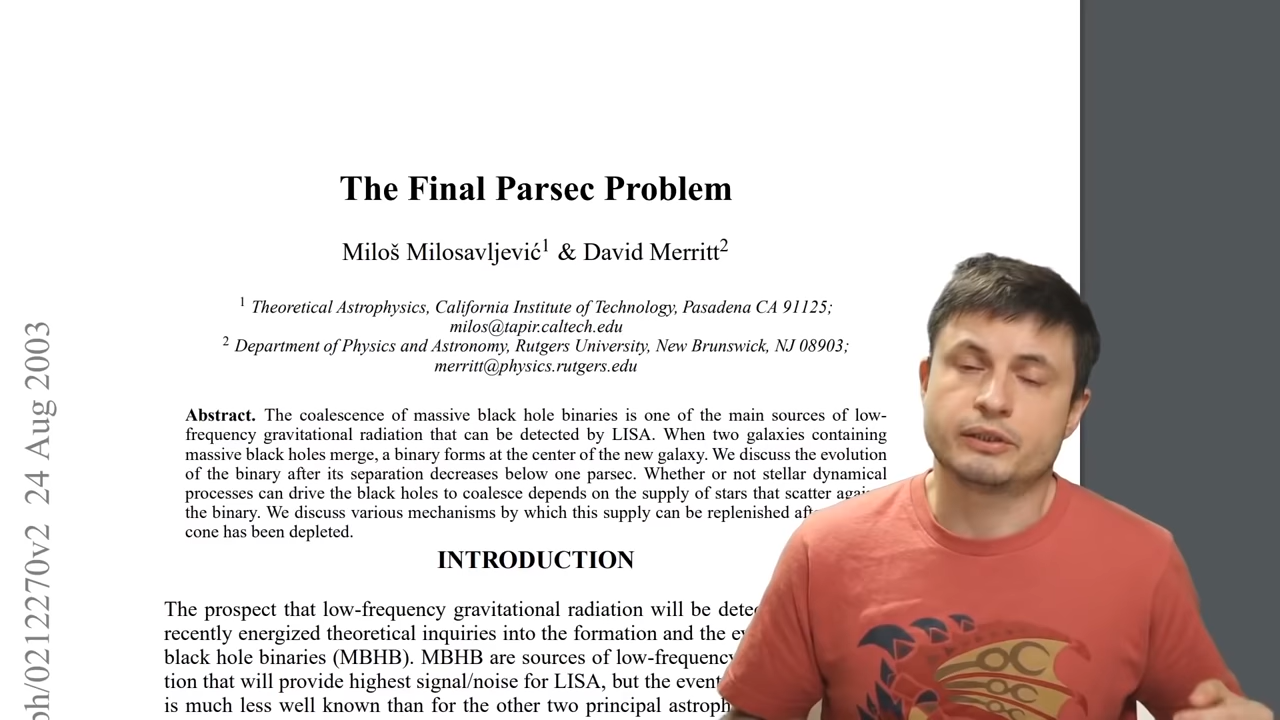 The Final Parsec Problem
Miloš Milosavljević1 & David Merritt2
1 Theoretical Astrophysics, California Institute of Technology, Pasadena CA 91125;
milos@tapir.caltech.edu
2 Department of Physics and Astronomy, Rutgers University, New Brunswick, NJ 08903;
merritt@physics.rutgers.edu
Abstract. The coalescence of massive black hole binaries is one of the main sources of low-
frequency gravitational radiation that can be detected by LISA. When two galaxies containing
massive black holes merge, a binary forms at the center of the new galaxy. We discuss the evolution
of the binary after its separation decreases below one parsec. Whether or not stellar dynamical
processes can drive the black holes to coalesce depends on the supply of stars that scatter
the binary. We discuss various mechanisms by which this supply can be replenished
cone has been depleted.
INTRODUCTION
The prospect that low-frequency gravitational radiation will be
recently energized theoretical inquiries into the formation and the
black hole binaries (MBHB). MBHB are sources of low-frequency
tion that will provide highest signal/noise for LISA, but the event
is much less well known than for the other two principal
ph/0212270v2 24 Aug 2003